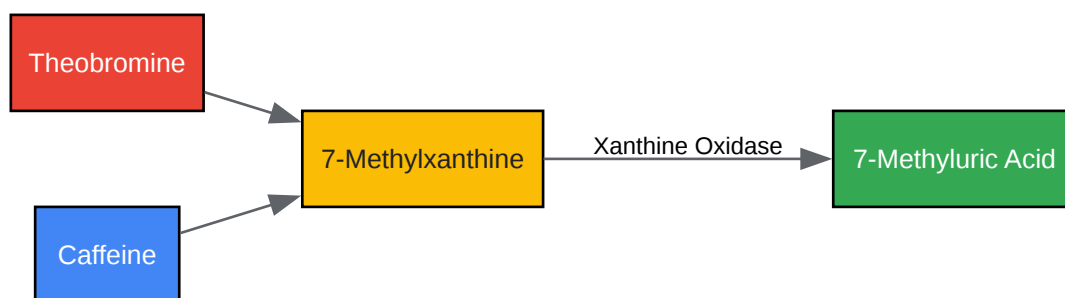 Theobromine
7-Methylxanthine
Xanthine Oxidase
7-Methyluric Acid
Caffeine